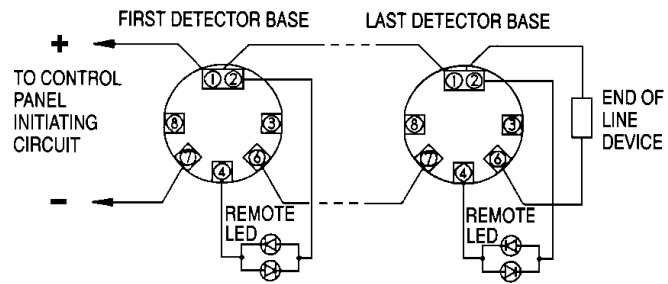 FIRST DETECTOR BASE
LAST DETECTOR BASE
+
TO CONTROL
PANEL
INITIATING
CIRCUIT
-
1 2
8 3
7 6
4
REMOTE
LED
1 2
8 3
7 6
4
REMOTE
LED
END OF
LINE
DEVICE